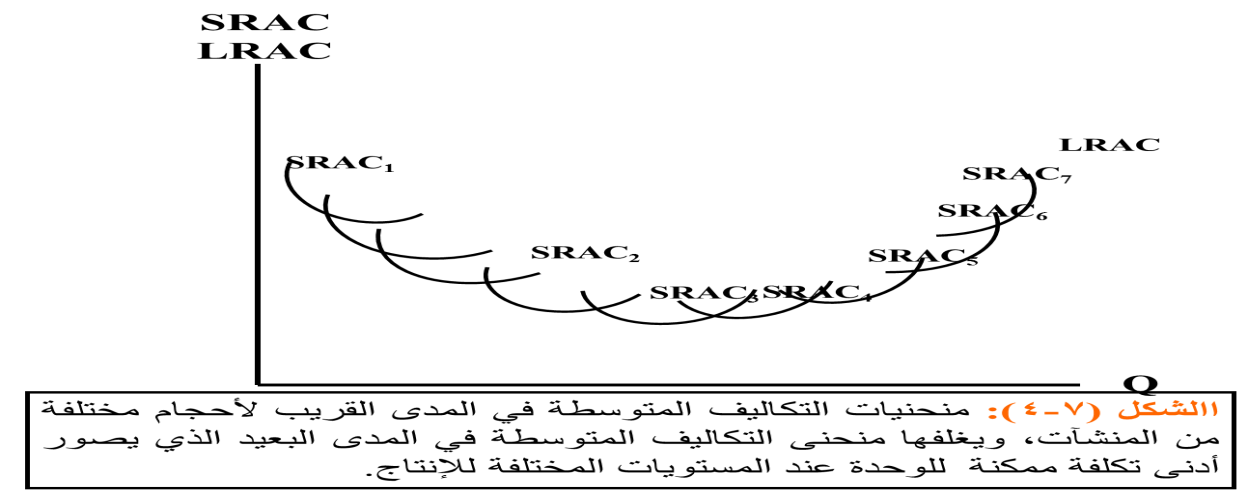 SRAC
LRAC
LRAC
SRAC₁
SRAC₇
SRAC₆
SRAC₂
SRAC₅
SRAC₃
SRAC₄
Q
االشكل (٧-٤): منحنيات التكاليف المتوسطة في المدى القريب لأحجام مختلفة
من المنشآت، ويغلفها منحنى التكاليف المتوسطة في المدى البعيد الذي يصور
أدنى تكلفة ممكنة للوحدة عند المستويات المختلفة للإنتاج.